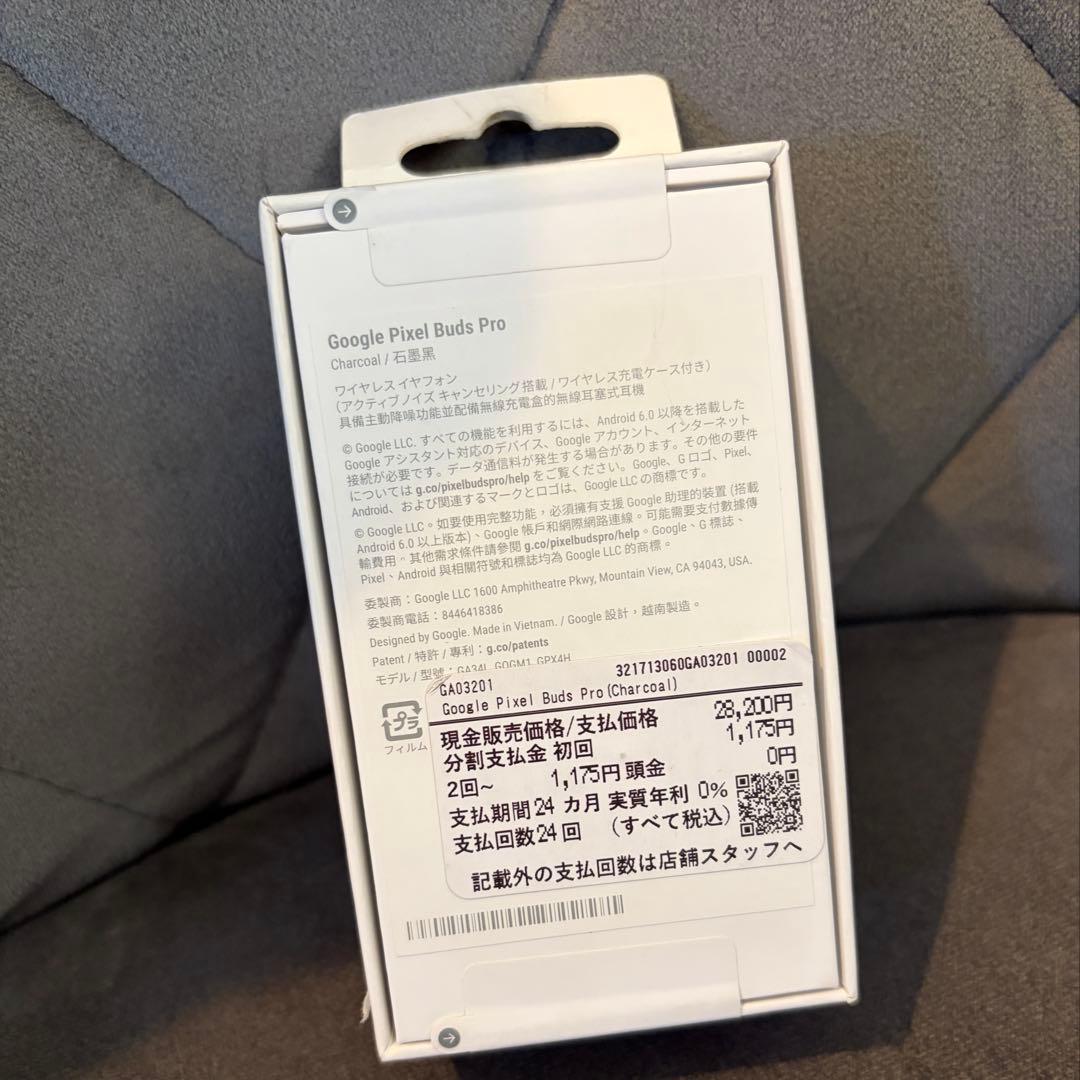 Google Pixel Buds Pro
Charcoal / 石墨黑
ワイヤレス イヤフォン
（アクティブ ノイズ キャンセリング 搭載 / ワイヤレス充電ケース付き）
具備主動降噪功能並配備無線充電盒的無線耳塞式耳機
© Google LLC. すべての機能を利用するには、Android 6.0 以降を搭載した
Google アシスタント対応のデバイス、Google アカウント、インターネット
接続が必要です。データ通信料が発生する場合があります。その他の要件
については g.co/pixelbudspro/help をご覧ください。Google、G ロゴ、Pixel、
Android、および関連するマークとロゴは、Google LLC の商標です。
© Google LLC。如要使用完整功能，必須擁有支援 Google 助理的裝置 (搭載
Android 6.0 以上版本)、Google 帳戶和網際網路連線。可能需要支付數據傳
輸費用。其他需求條件請參閱 g.co/pixelbudspro/help。Google、G 標誌、
Pixel、Android 與相關符號和標誌均為 Google LLC 的商標。
委製商：Google LLC 1600 Amphitheatre Pkwy, Mountain View, CA 94043, USA.
委製商電話：8446418386
Designed by Google. Made in Vietnam. / Google 設計，越南製造。
Patent / 特許 / 專利：g.co/patents
モデル / 型號：GA34L, G0GM1, GPX4H
プラ
フィルム
GA03201
321713060GA03201 00002
Google Pixel Buds Pro(Charcoal)
現金販売価格/支払価格 28,200円
分割支払金 初回 1,175円
2回~ 1,175円 頭金 0円
支払期間24 カ月 実質年利 0%
支払回数24 回 (すべて税込)
記載外の支払回数は店舗スタッフへ